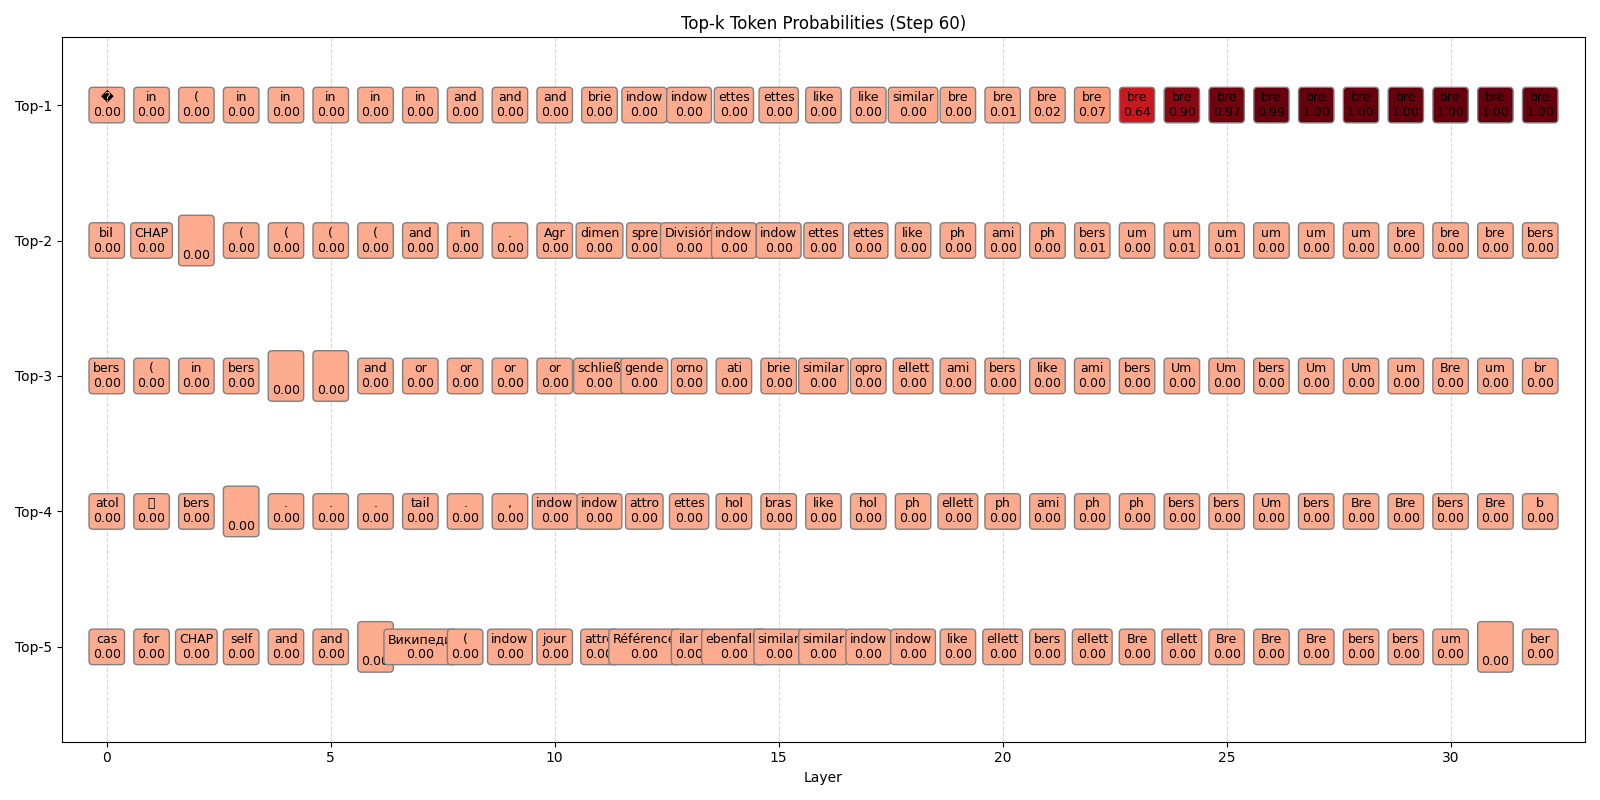 Top-k Token Probabilities (Step 60)
Top-1
� in ( in in in in in and and and brie indow indow ettes ettes like like similar bre bre bre bre bre bre bre bre bre bre bre bre bre bre
0.00 0.00 0.00 0.00 0.00 0.00 0.00 0.00 0.00 0.00 0.00 0.00 0.00 0.00 0.00 0.00 0.00 0.00 0.00 0.00 0.01 0.02 0.07 0.64 0.90 0.97 0.99 1.00 1.00 1.00 1.00 1.00 1.00
Top-2
bil CHAP ( ( ( ( and in . Agr dimen spre División indow indow ettes ettes like ph ami ph bers um um um um um um bre bre bre bers
0.00 0.00 0.00 0.00 0.00 0.00 0.00 0.00 0.00 0.00 0.00 0.00 0.00 0.00 0.00 0.00 0.00 0.00 0.00 0.00 0.00 0.00 0.01 0.00 0.01 0.01 0.00 0.00 0.00 0.00 0.00 0.00 0.00
Top-3
bers ( in bers and or or or or schließ gende orno ati brie similar opro ellett ami bers like ami bers Um Um bers Um Um um Bre um br
0.00 0.00 0.00 0.00 0.00 0.00 0.00 0.00 0.00 0.00 0.00 0.00 0.00 0.00 0.00 0.00 0.00 0.00 0.00 0.00 0.00 0.00 0.00 0.00 0.00 0.00 0.00 0.00 0.00 0.00 0.00 0.00 0.00
Top-4
atol bers . . . tail . , indow indow attro ettes hol bras like hol ph ellett ph ami ph ph bers bers Um bers Bre Bre bers Bre b
0.00 0.00 0.00 0.00 0.00 0.00 0.00 0.00 0.00 0.00 0.00 0.00 0.00 0.00 0.00 0.00 0.00 0.00 0.00 0.00 0.00 0.00 0.00 0.00 0.00 0.00 0.00 0.00 0.00 0.00 0.00 0.00 0.00
Top-5
cas for CHAP self and and Википеди ( indow jour attr Référence ilar ebenfall similar similar indow indow like ellett bers ellett Bre ellett Bre Bre Bre bers bers um ber
0.00 0.00 0.00 0.00 0.00 0.00 0.00 0.00 0.00 0.00 0.00 0.00 0.00 0.00 0.00 0.00 0.00 0.00 0.00 0.00 0.00 0.00 0.00 0.00 0.00 0.00 0.00 0.00 0.00 0.00 0.00 0.00 0.00
0 5 10 15 20 25 30
Layer